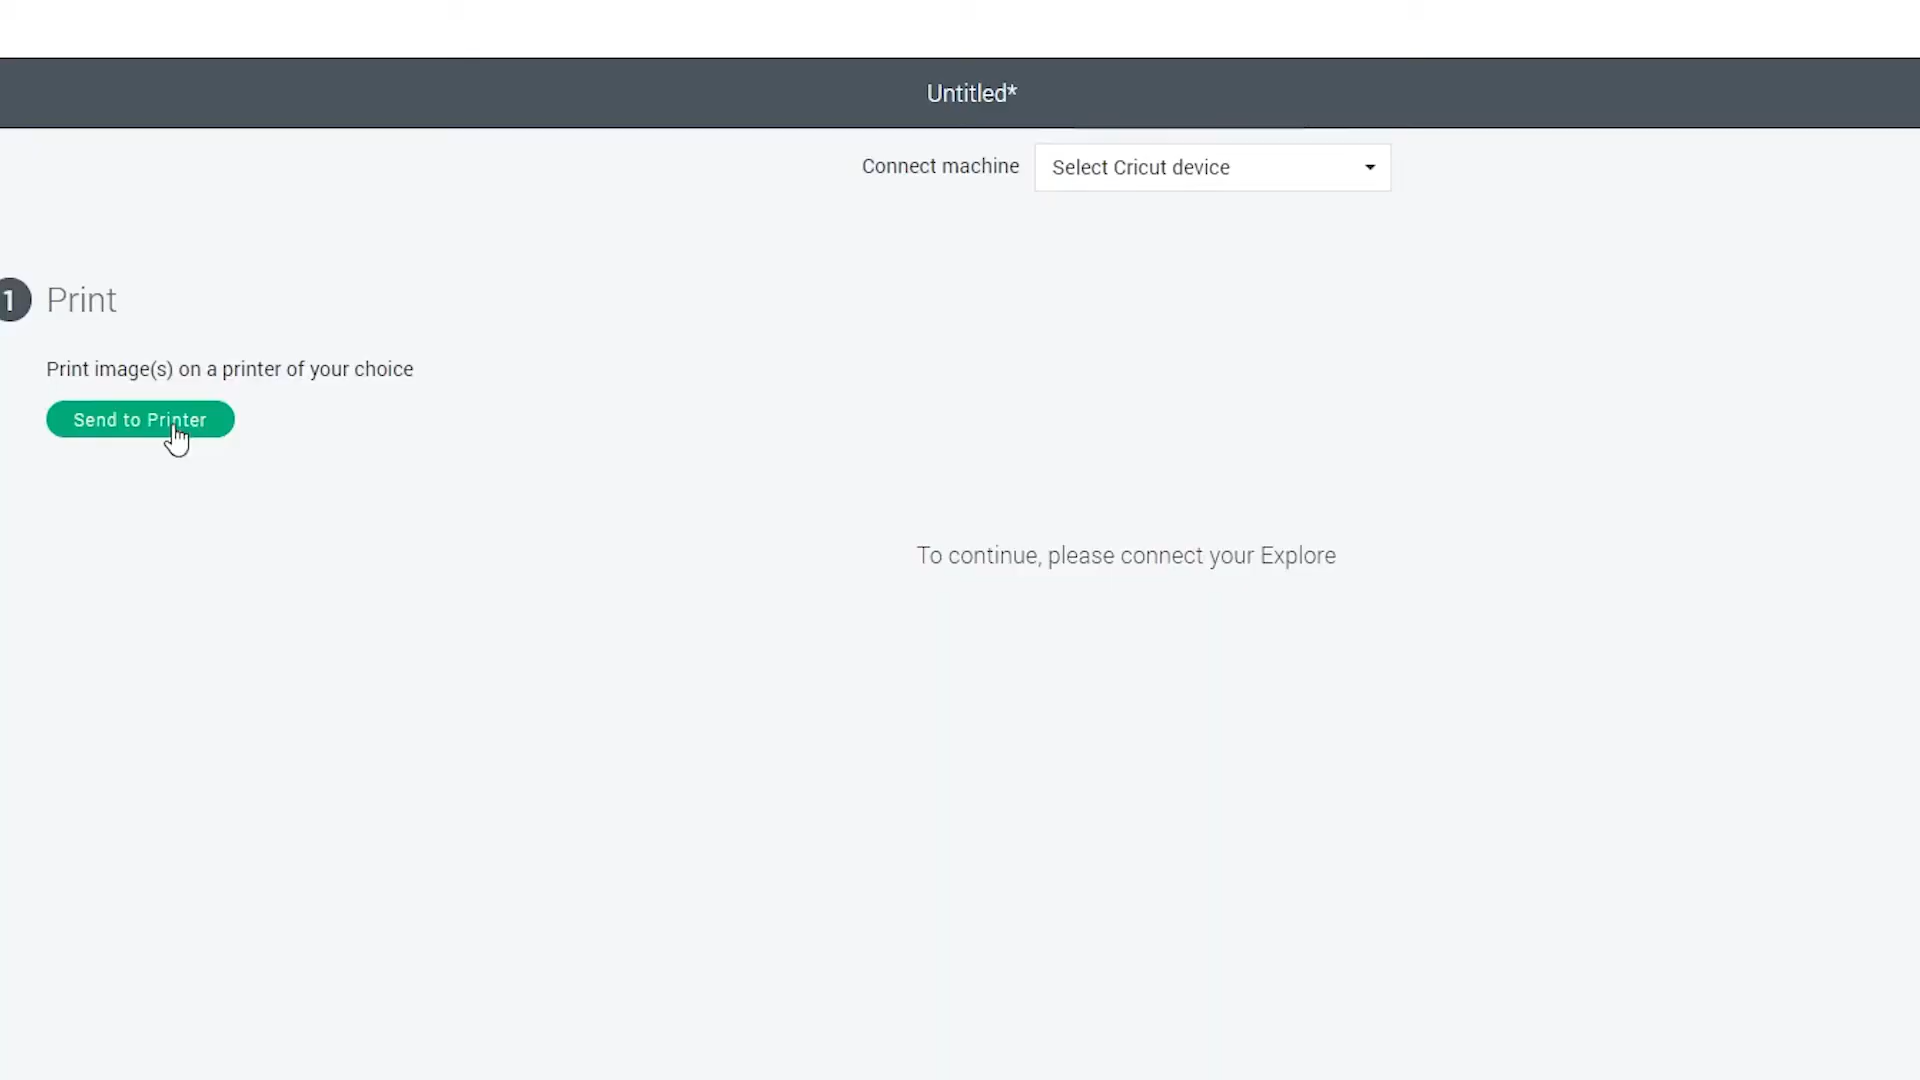 Untitled*
Connect machine
Select Cricut device
1 Print
Print image(s) on a printer of your choice
Send to Printer
To continue, please connect your Explore